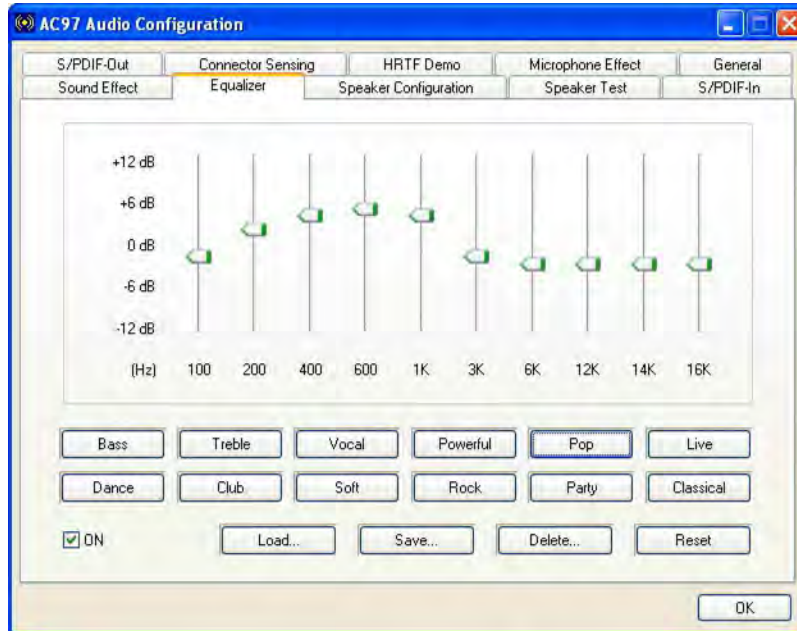 AC97 Audio Configuration
S/PDIF-Out Connector Sensing HRTF Demo Microphone Effect General
Sound Effect Equalizer Speaker Configuration Speaker Test S/PDIF-In
+12 dB
+6 dB
0 dB
-6 dB
-12 dB
(Hz) 100 200 400 600 1K 3K 6K 12K 14K 16K
Bass Treble Vocal Powerful Pop Live
Dance Club Soft Rock Party Classical
ON Load... Save... Delete... Reset
OK